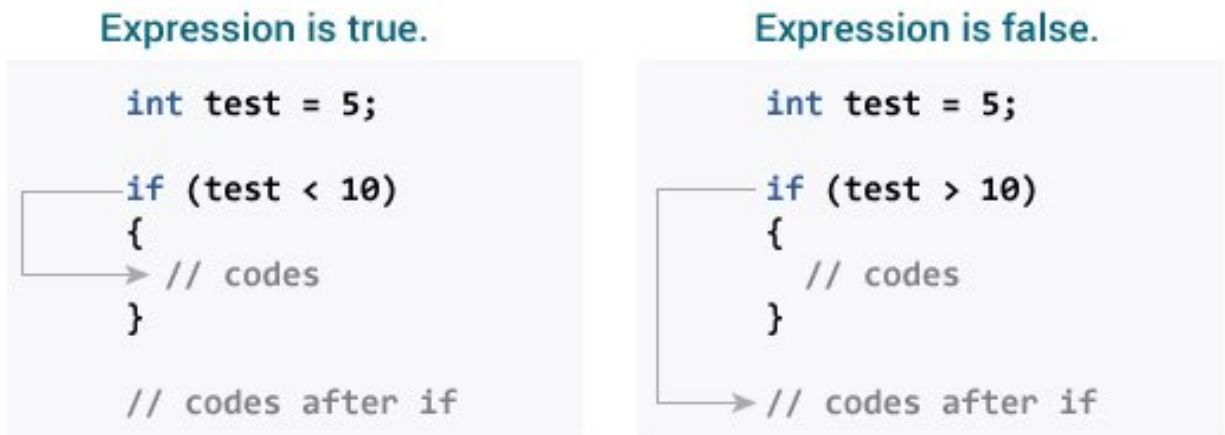 Expression is true.
int test = 5;
if (test < 10)
{
// codes
}
// codes after if
Expression is false.
int test = 5;
if (test > 10)
{
// codes
}
// codes after if